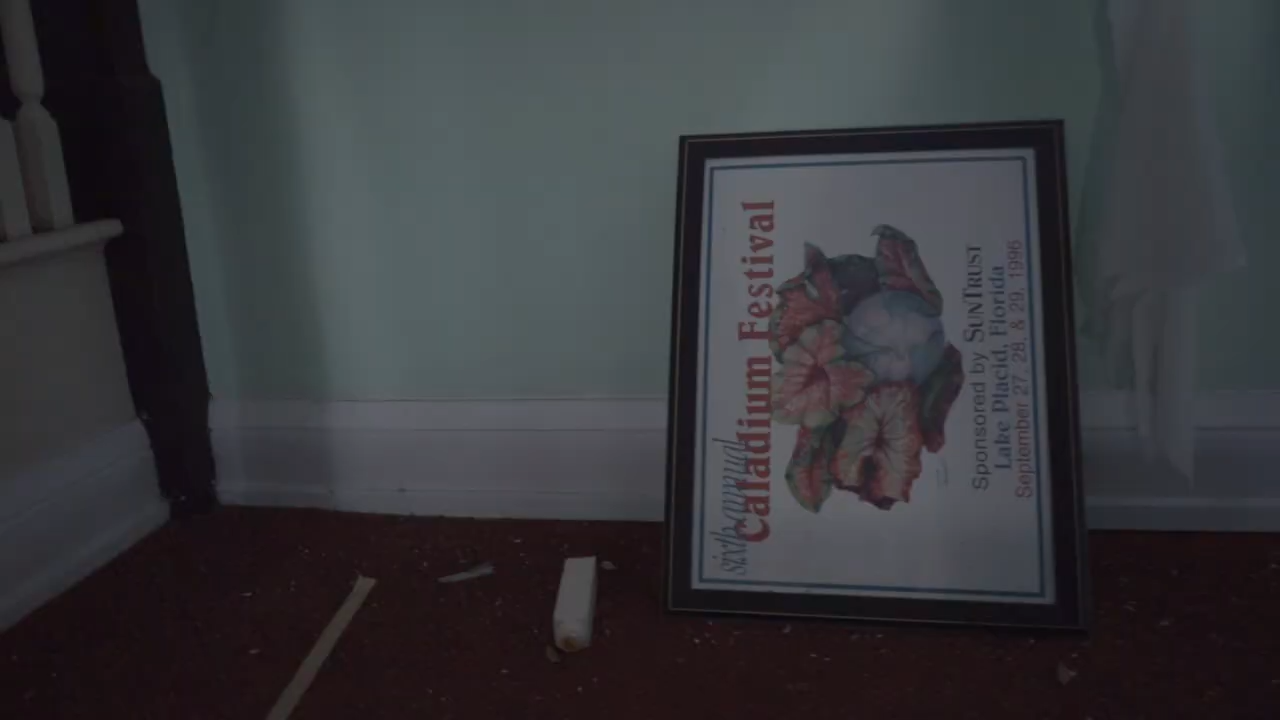 sixth annual
Caladium Festival
Sponsored by SUNTRUST
Lake Placid, Florida
September 27, 28, & 29, 1996